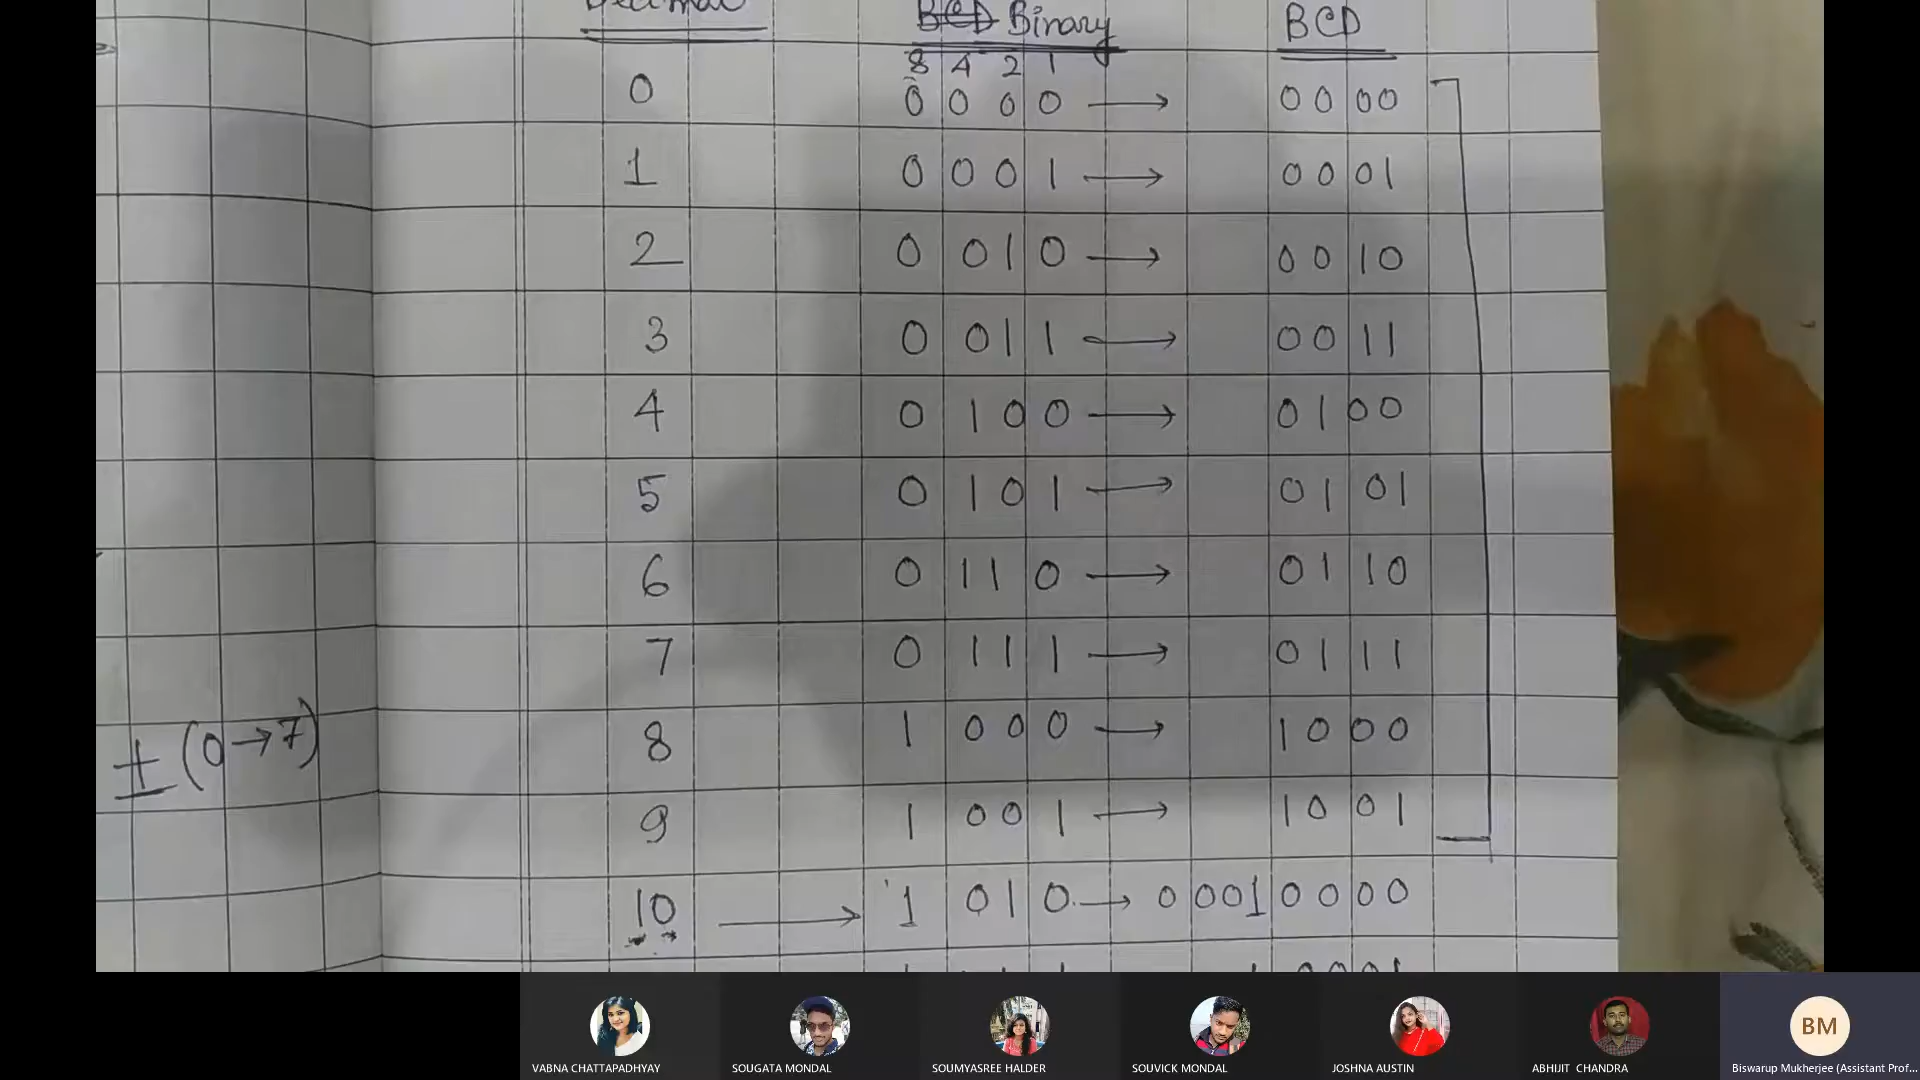 Decimal BCD Binary BCD
8 4 2 1
0 0 0 0 0 → 0 0 0 0
1 0 0 0 1 → 0 0 0 1
2 0 0 1 0 → 0 0 1 0
3 0 0 1 1 → 0 0 1 1
4 0 1 0 0 → 0 1 0 0
5 0 1 0 1 → 0 1 0 1
6 0 1 1 0 → 0 1 1 0
7 0 1 1 1 → 0 1 1 1
± (0→7)
8 1 0 0 0 → 1 0 0 0
9 1 0 0 1 → 1 0 0 1
10 → 1 0 1 0 → 0 0 0 1 0 0 0 0
BM
VABNA CHATTAPADHYAY SOUGATA MONDAL SOUMYASREE HALDER SOUVICK MONDAL JOSHNA AUSTIN ABHIJIT CHANDRA Biswarup Mukherjee (Assistant Prof...